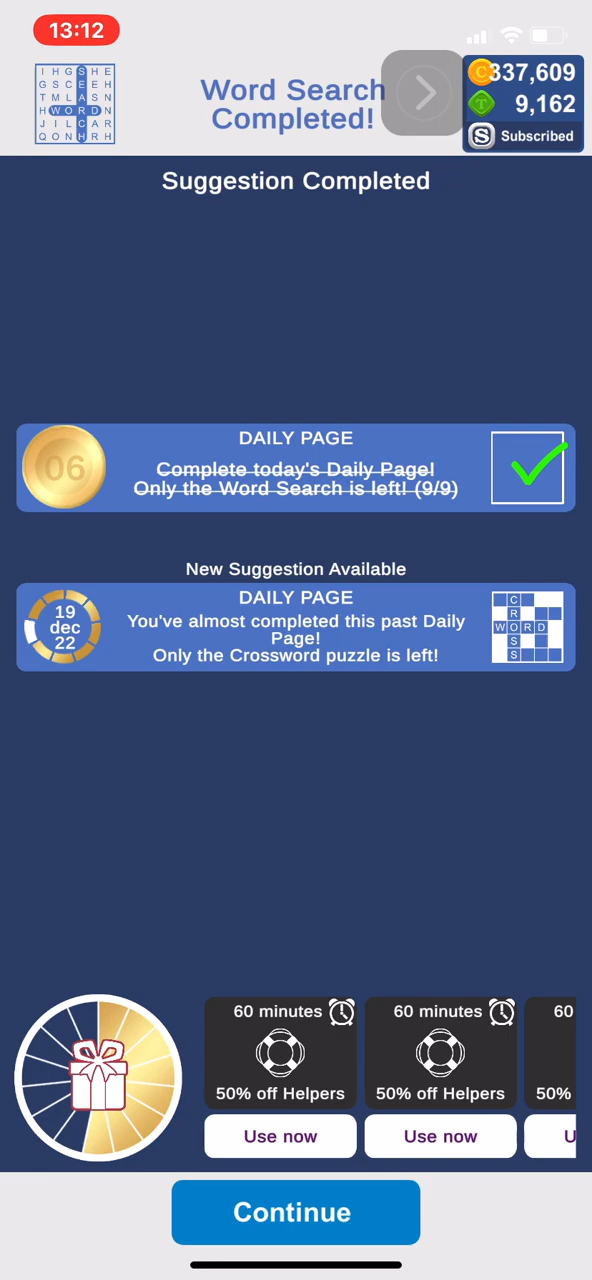 13:12
I H G S H E
G S C E E H
T M L A S N
H W O R D N
J I L C A R
Q O N H R H
Word Search
Completed!
C 337,609
T 9,162
S Subscribed
Suggestion Completed
06
DAILY PAGE
Complete today's Daily Page!
Only the Word Search is left! (9/9)
New Suggestion Available
19
dec
22
DAILY PAGE
You've almost completed this past Daily
Page!
Only the Crossword puzzle is left!
C
R
W O R D
S
S
60 minutes
50% off Helpers
Use now
60 minutes
50% off Helpers
Use now
60
50%
U
Continue